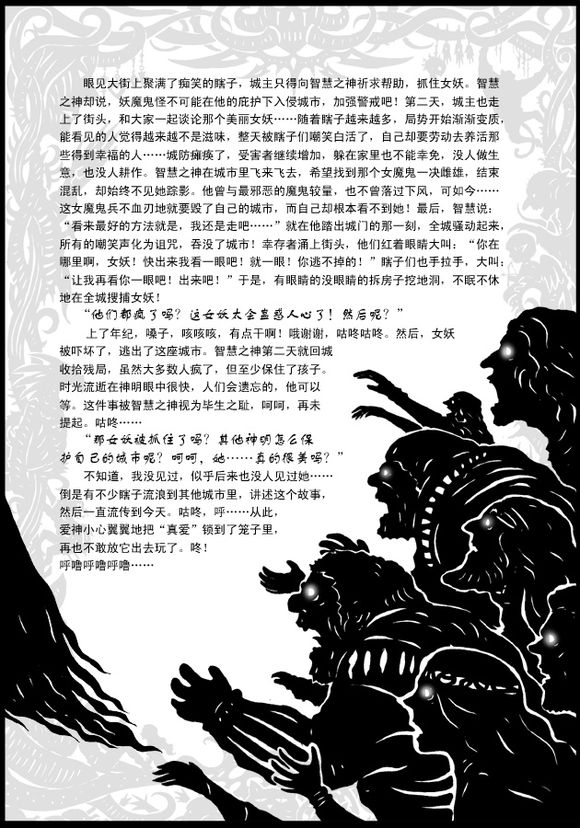 眼见大街上聚满了痴笑的瞎子，城主只得向智慧之神祈求帮助，抓住女妖。智慧
之神却说，妖魔鬼怪不可能在他的庇护下入侵城市，加强警戒吧！第二天，城主也走
上了街头，和大家一起谈论那个美丽女妖……随着瞎子越来越多，局势开始渐渐变质，
能看见的人觉得越来越不是滋味，整天被瞎子们嘲笑白活了，自己却要劳动去养活那
些得到幸福的人……城防瘫痪了，受害者继续增加，躲在家里也不能幸免，没人做生
意，也没人耕作。智慧之神在城市里飞来飞去，希望找到那个女魔鬼一决雌雄，结束
混乱，却始终不见她踪影。他曾与最邪恶的魔鬼较量，也不曾落过下风，可如今……
这女魔鬼兵不血刃地就要毁了自己的城市，而自己却根本看不到她！最后，智慧说：
“看来最好的方法就是，我还是走吧……”就在他踏出城门的那一刻，全城骚动起来，
所有的嘲笑声化为诅咒，吞没了城市！幸存者涌上街头，他们红着眼睛大叫：“你在
哪里啊，女妖！快出来我看一眼吧！就一眼！你逃不掉的！”瞎子们也手拉手，大叫：
“让我再看你一眼吧！出来吧！”于是，有眼睛的没眼睛的拆房子挖地洞，不眠不休
地在全城搜捕女妖！
“他们都疯了吗？这女妖太会蛊惑人心了！然后呢？”
上了年纪，嗓子，咳咳咳，有点干啊！哦谢谢，咕咚咕咚。然后，女妖
被吓坏了，逃出了这座城市。智慧之神第二天就回城
收拾残局，虽然大多数人疯了，但至少保住了孩子。
时光流逝在神明眼中很快，人们会遗忘的，他可以
等。这件事被智慧之神视为毕生之耻，呵呵，再未
提起。咕咚……
“那女妖被抓住了吗？其他神明怎么保
护自己的城市呢？呵呵，她……真的很美吗？”
不知道，我没见过，似乎后来也没人见过她……
倒是有不少瞎子流浪到其他城市里，讲述这个故事，
然后一直流传到今天。咕咚，呼……从此，
爱神小心翼翼地把“真爱”锁到了笼子里，
再也不敢放它出去玩了。咚！
呼噜呼噜呼噜……